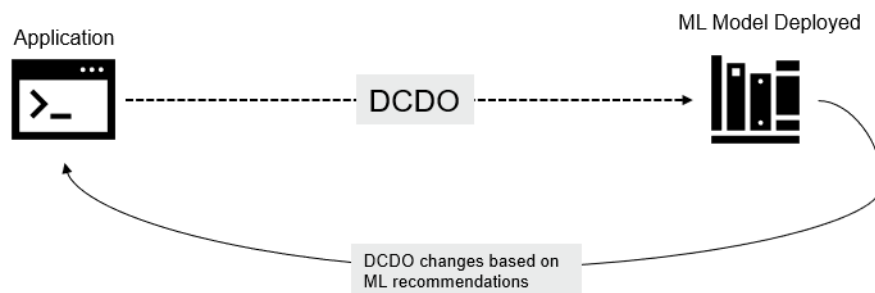 ML Model Deployed
Application
DCDO
DCDO changes based on
ML recommendations